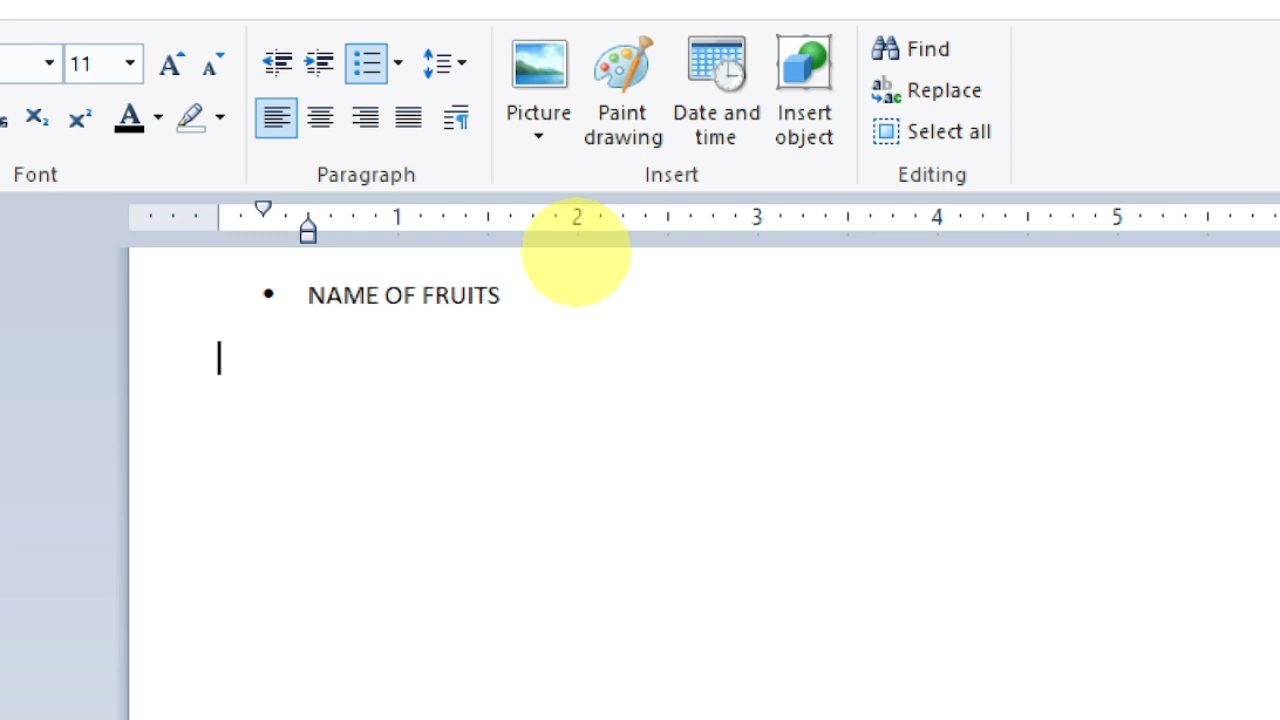 11
Find
Replace
Select all
Picture
Paint drawing
Date and time
Insert object
Font
Paragraph
Insert
Editing
1 2 3 4 5
• NAME OF FRUITS